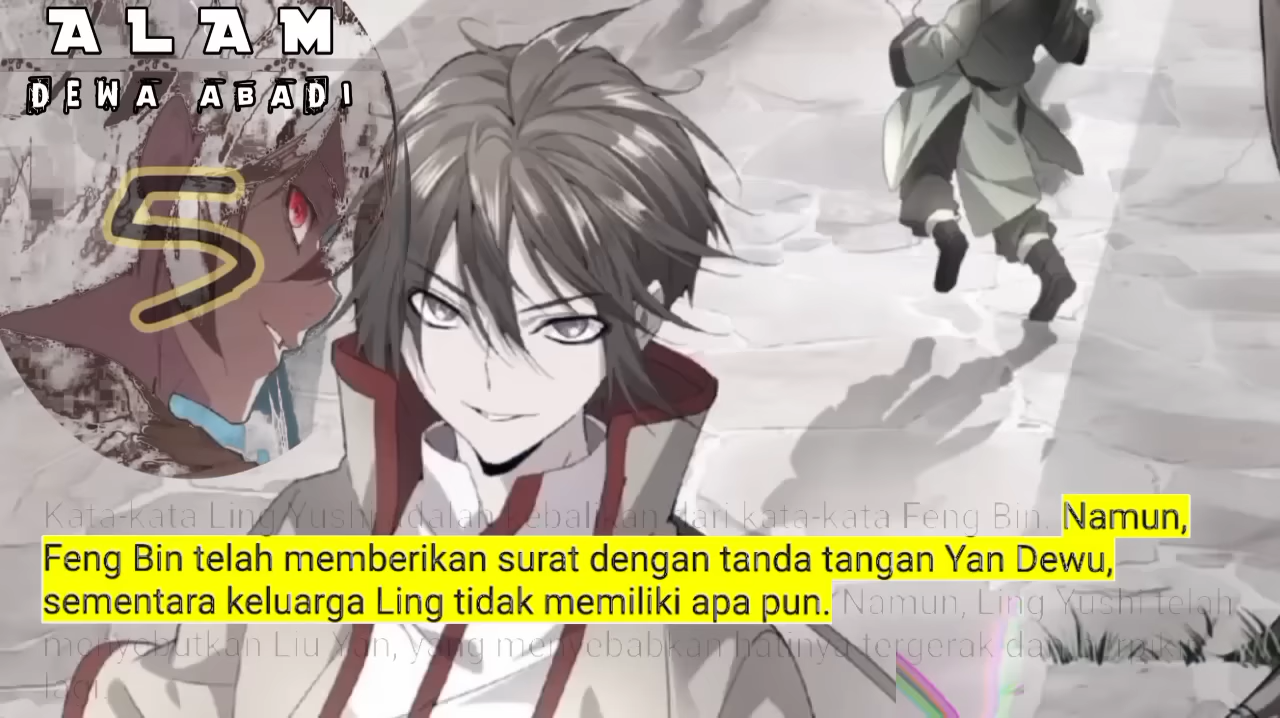 ALAM
DEWA ABADI
5
Kata-kata Ling Yushi adalah kebalikan dari kata-kata Feng Bin. Namun,
Feng Bin telah memberikan surat dengan tanda tangan Yan Dewu,
sementara keluarga Ling tidak memiliki apa pun. Namun, Ling Yushi telah
menyebutkan Liu Yan, yang menyebabkan hatinya tergerak dan
lagi.